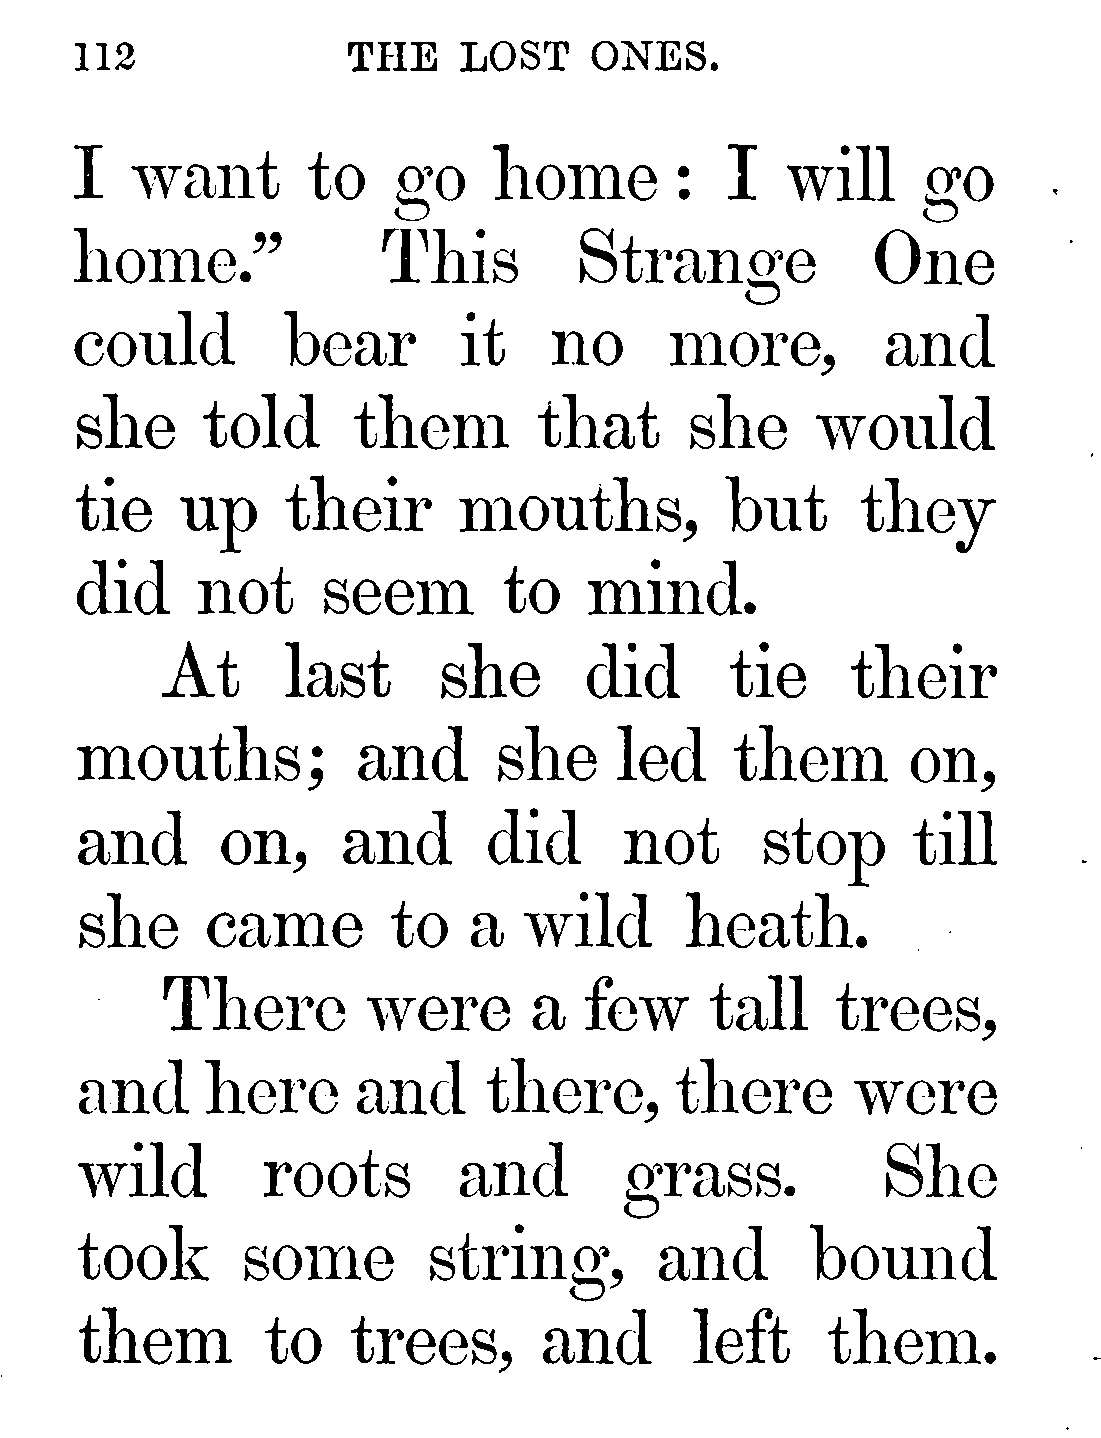 112 THE LOST ONES.
I want to go home: I will go
home.” This Strange One
could bear it no more, and
she told them that she would
tie up their mouths, but they
did not seem to mind.
At last she did tie their
mouths; and she led them on,
and on, and did not stop till
she came to a wild heath.
There were a few tall trees,
and here and there, there were
wild roots and grass. She
took some string, and bound
them to trees, and left them.